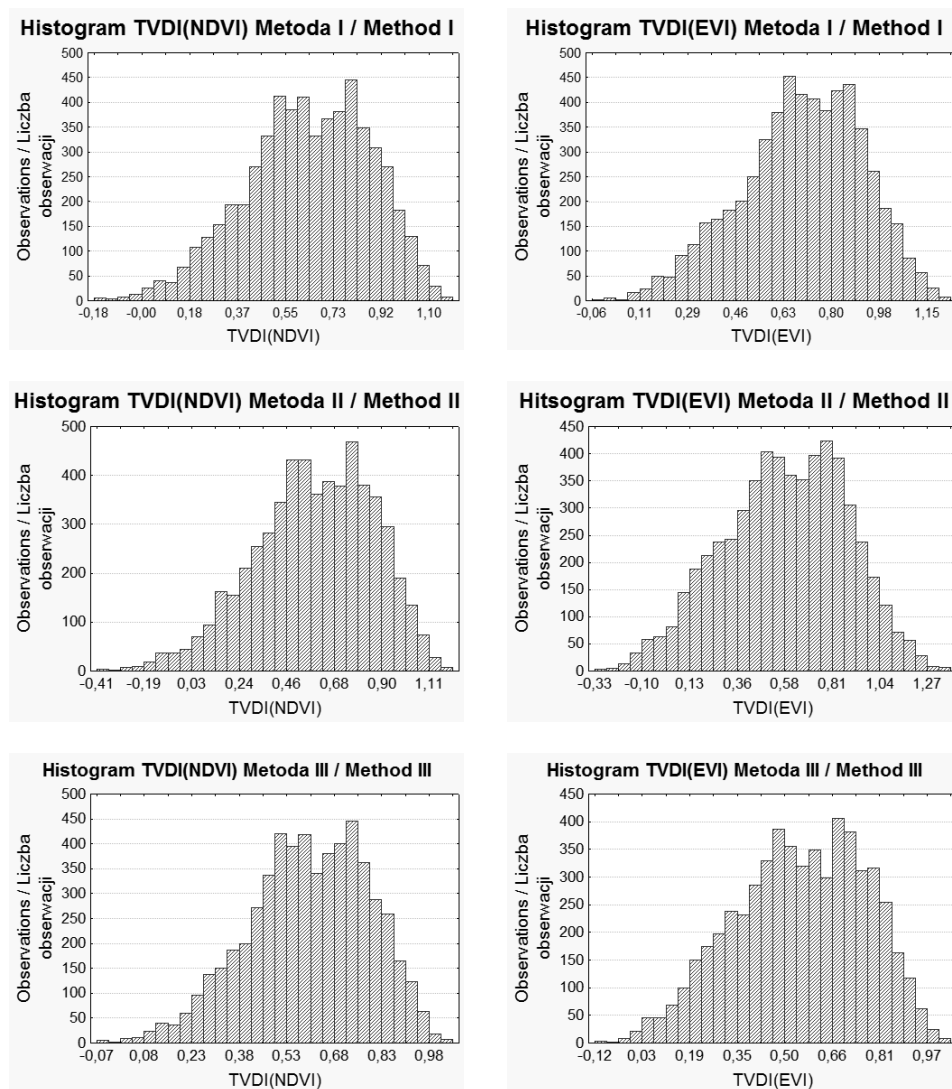 Histogram TVDI(NDVI) Metoda I / Method I
500
450
400
350
300
250
200
150
100
50
0
Observations / Liczba
obserwacji
-0,18 -0,00 0,18 0,37 0,55 0,73 0,92 1,10
TVDI(NDVI)
Histogram TVDI(EVI) Metoda I / Method I
500
450
400
350
300
250
200
150
100
50
0
Observations / Liczba
obserwacji
-0,06 0,11 0,29 0,46 0,63 0,80 0,98 1,15
TVDI(EVI)
Histogram TVDI(NDVI) Metoda II / Method II
500
400
300
200
100
0
Observations / Liczba
obserwacji
-0,41 -0,19 0,03 0,24 0,46 0,68 0,90 1,11
TVDI(NDVI)
Hitsogram TVDI(EVI) Metoda II / Method II
450
400
350
300
250
200
150
100
50
0
Observations / Liczba
obserwacji
-0,33 -0,10 0,13 0,36 0,58 0,81 1,04 1,27
TVDI(EVI)
Histogram TVDI(NDVI) Metoda III / Method III
500
450
400
350
300
250
200
150
100
50
0
Observations / Liczba
obserwacji
-0,07 0,08 0,23 0,38 0,53 0,68 0,83 0,98
TVDI(NDVI)
Histogram TVDI(EVI) Metoda III / Method III
450
400
350
300
250
200
150
100
50
0
Observations / Liczba
obserwacji
-0,12 0,03 0,19 0,35 0,50 0,66 0,81 0,97
TVDI(EVI)